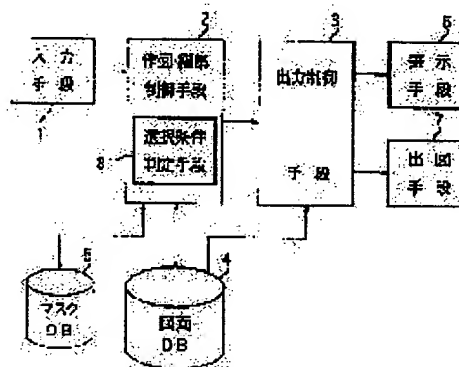 2
3
6
入力
手段
1
作図・編集
制御手段
8
選択条件
判定手段
出力制御
手段
表示
手段
7
出図
手段
5
マスク
DB
4
図面
DB